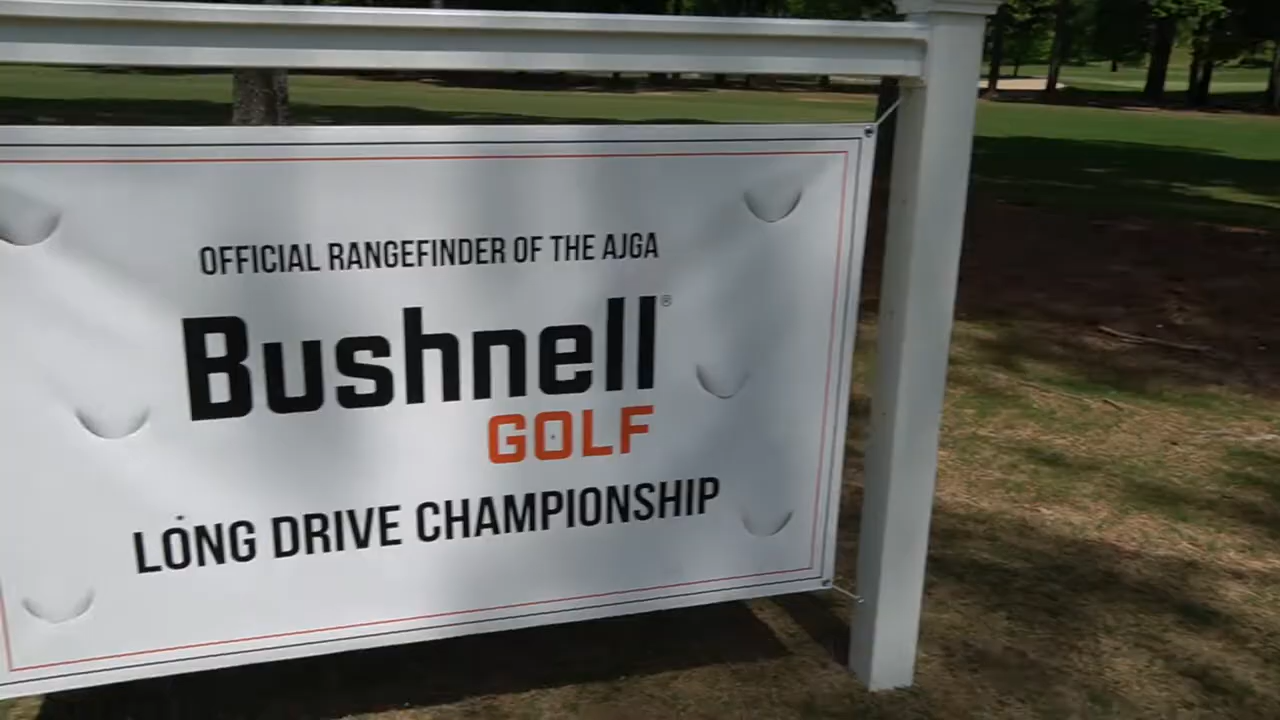 OFFICIAL RANGEFINDER OF THE AJGA
Bushnell®
GOLF
LONG DRIVE CHAMPIONSHIP